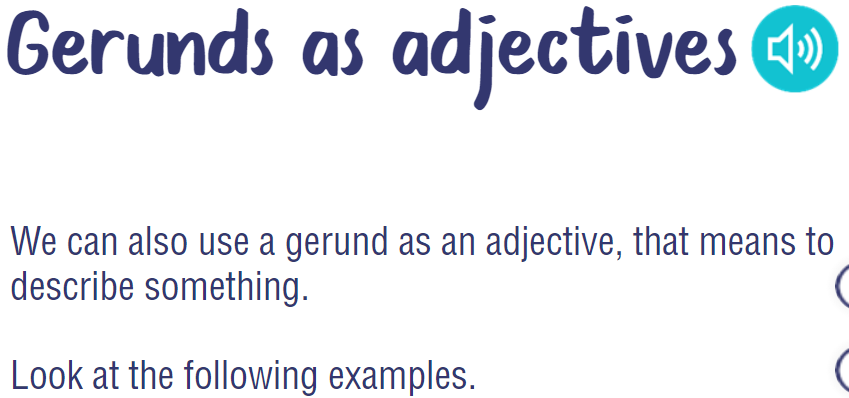 Gerunds as adjectives
We can also use a gerund as an adjective, that means to
describe something.
Look at the following examples.